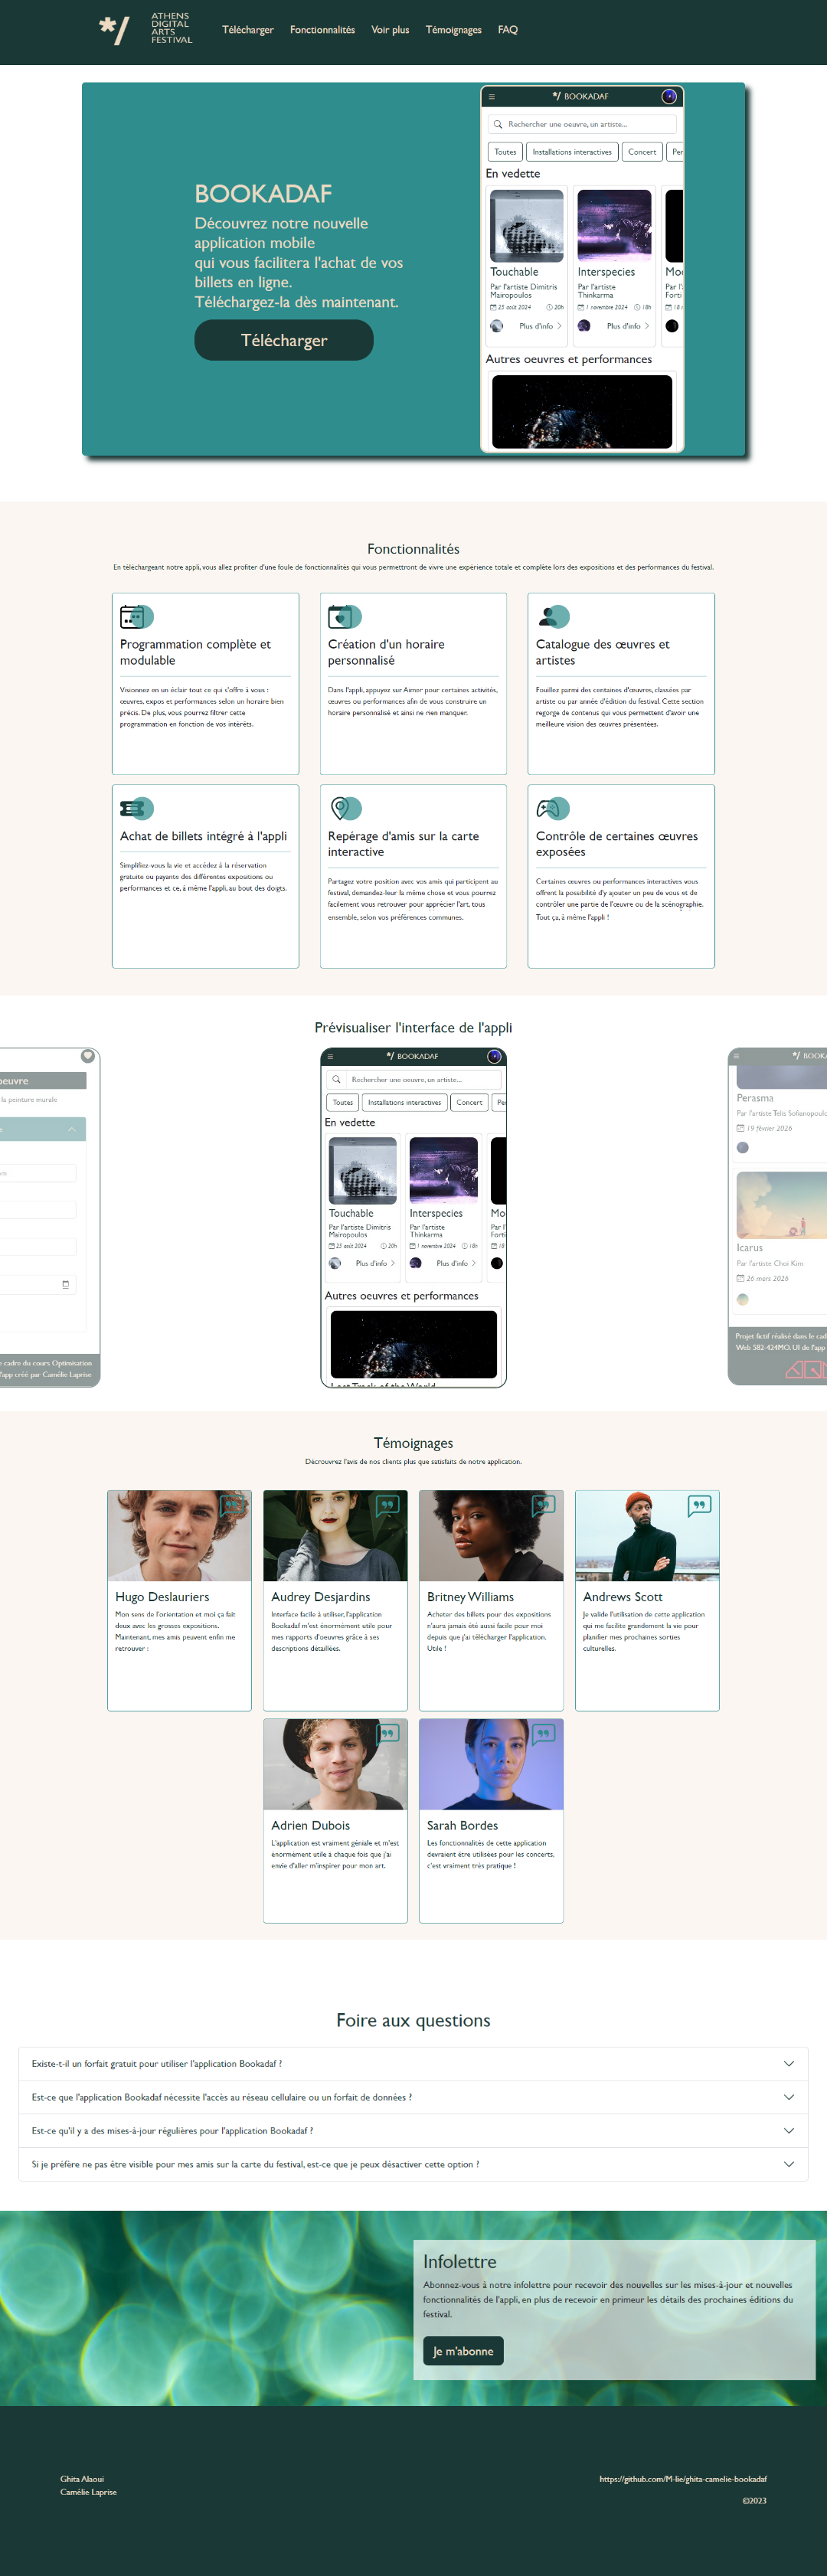 ATHENS
DIGITAL
ARTS
FESTIVAL
Télécharger
Fonctionnalités
Voir plus
Témoignages
FAQ
BOOKADAF
Découvrez notre nouvelle
application mobile
qui vous facilitera l'achat de vos
billets en ligne.
Téléchargez-la dès maintenant.
Télécharger
*/ BOOKADAF
Rechercher une oeuvre, un artiste...
Toutes
Installations interactives
Concert
Per
En vedette
Touchable
Par l'artiste Dimitris
Mairopoulos
25 août 2024
20h
Plus d'info
Interspecies
Par l'artiste
Thinkarma
1 novembre 2024
18h
Plus d'info
Mo
Par l'
Forti
18
Autres oeuvres et performances
Fonctionnalités
En téléchargeant notre appli, vous allez profiter d'une foule de fonctionnalités qui vous permettront de vivre une expérience totale et complète lors des expositions et des performances du festival.
Programmation complète et
modulable
Visionnez en un éclair tout ce qui s'offre à vous :
œuvres, expos et performances selon un horaire bien
précis. De plus, vous pourrez filtrer cette
programmation en fonction de vos intérêts.
Création d'un horaire
personnalisé
Dans l'appli, appuyez sur Aimer pour certaines activités,
œuvres ou performances afin de vous construire un
horaire personnalisé et ainsi ne rien manquer.
Catalogue des œuvres et
artistes
Fouillez parmi des centaines d'œuvres, classées par
artiste ou par année d'édition du festival. Cette section
regorge de contenus qui vous permettent d'avoir une
meilleure vision des œuvres présentées.
Achat de billets intégré à l'appli
Simplifiez-vous la vie et accédez à la réservation
gratuite ou payante des différentes expositions ou
performances et ce, à même l'appli, au bout des doigts.
Repérage d'amis sur la carte
interactive
Partagez votre position avec vos amis qui participent au
festival, demandez-leur la même chose et vous pourrez
facilement vous retrouver pour apprécier l'art, tous
ensemble, selon vos préférences communes.
Contrôle de certaines œuvres
exposées
Certaines œuvres ou performances interactives vous
offrent la possibilité d'y ajouter un peu de vous et de
contrôler une partie de l'œuvre ou de la scénographie.
Tout ça, à même l'appli !
Prévisualiser l'interface de l'appli
oeuvre
la peinture murale
e cadre du cours Optimisation
l'app créé par Camélie Laprise
*/ BOOKADAF
Rechercher une oeuvre, un artiste...
Toutes
Installations interactives
Concert
Pe
En vedette
Touchable
Par l'artiste Dimitris
Mairopoulos
25 août 2024
20h
Plus d'info
Interspecies
Par l'artiste
Thinkarma
1 novembre 2024
18h
Plus d'info
Mo
Par l'
Forti
18
Autres oeuvres et performances
Last Track of the World
*/ BOOKA
Perasma
Par l'artiste Telis Sofianopoulo
19 février 2026
Icarus
Par l'artiste Choi Kim
26 mars 2026
Projet fictif réalisé dans le cad
Web 582-424MO. UI de l'app
Témoignages
Décrouvrez l'avis de nos clients plus que satisfaits de notre application.
Hugo Deslauriers
Mon sens de l'orientation et moi ça fait
deux avec les grosses expositions.
Maintenant, mes amis peuvent enfin me
retrouver :
Audrey Desjardins
Interface facile à utiliser, l'application
Bookadaf m'est énormément utile pour
mes rapports d'oeuvres grâce à ses
descriptions détaillées.
Britney Williams
Acheter des billets pour des expositions
n'aura jamais été aussi facile pour moi
depuis que j'ai télécharger l'application.
Utile !
Andrews Scott
Je valide l'utilisation de cette application
qui me facilite grandement la vie pour
planifier mes prochaines sorties
culturelles.
Adrien Dubois
L'application est vraiment géniale et m'est
énormément utile à chaque fois que j'ai
envie d'aller m'inspirer pour mon art.
Sarah Bordes
Les fonctionnalités de cette application
devraient être utilisées pour les concerts,
c'est vraiment très pratique !
Foire aux questions
Existe-t-il un forfait gratuit pour utiliser l'application Bookadaf ?
Est-ce que l'application Bookadaf nécessite l'accès au réseau cellulaire ou un forfait de données ?
Est-ce qu'il y a des mises-à-jour régulières pour l'application Bookadaf ?
Si je préfère ne pas être visible pour mes amis sur la carte du festival, est-ce que je peux désactiver cette option ?
Infolettre
Abonnez-vous à notre infolettre pour recevoir des nouvelles sur les mises-à-jour et nouvelles
fonctionnalités de l'appli, en plus de recevoir en primeur les détails des prochaines éditions du
festival.
Je m'abonne
Ghita Alaoui
Camélie Laprise
https://github.com/M-lie/ghita-camelie-bookadaf
©2023